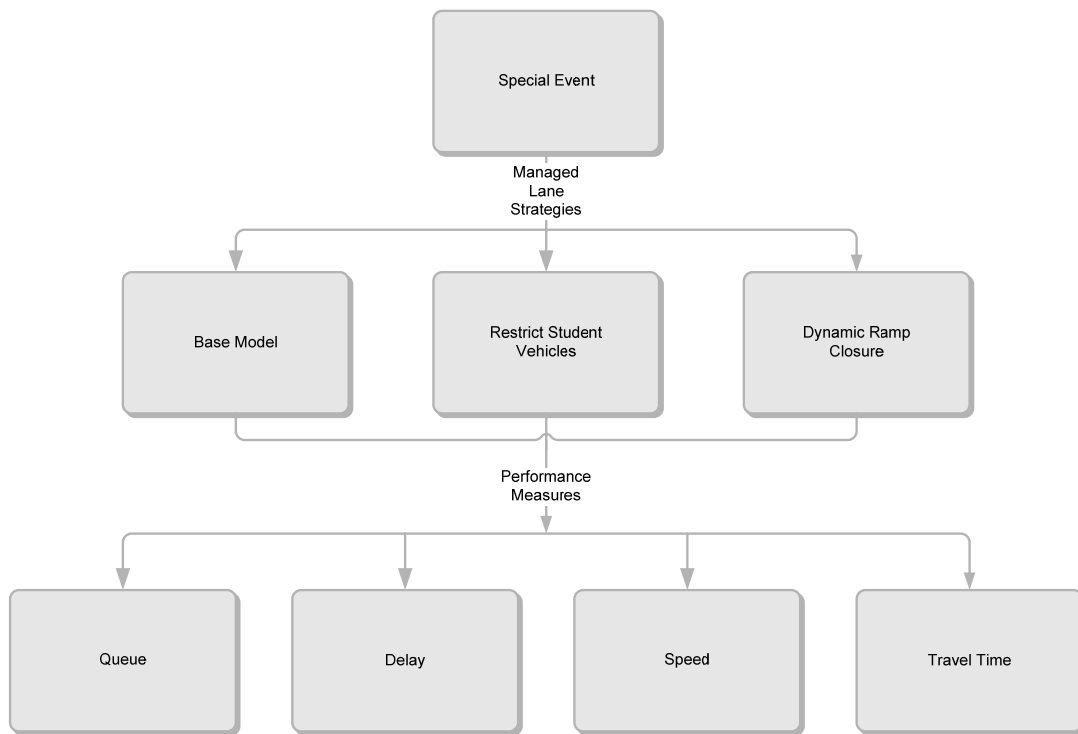 Special Event
Managed
Lane
Strategies
Base Model
Restrict Student
Vehicles
Dynamic Ramp
Closure
Performance
Measures
Queue
Delay
Speed
Travel Time